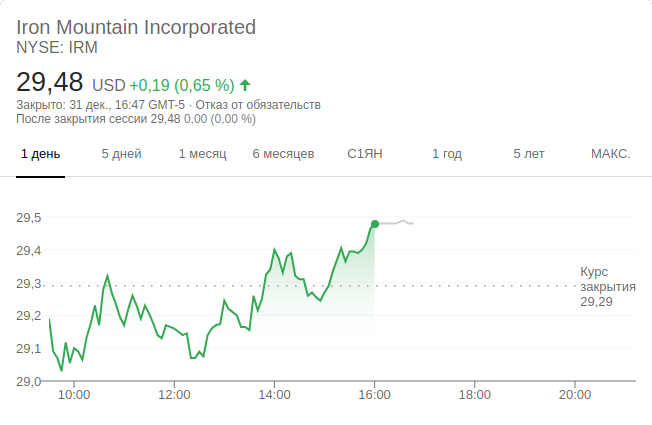 Iron Mountain Incorporated
NYSE: IRM
29,48 USD +0,19 (0,65 %)
Закрыто: 31 дек., 16:47 GMT-5 · Отказ от обязательств
После закрытия сессии 29,48 0,00 (0,00 %)
1 день 5 дней 1 месяц 6 месяцев С1ЯН 1 год 5 лет МАКС.
29,5
29,4
29,3
29,2
29,1
29,0
Курс
закрытия
29,29
10:00 12:00 14:00 16:00 18:00 20:00